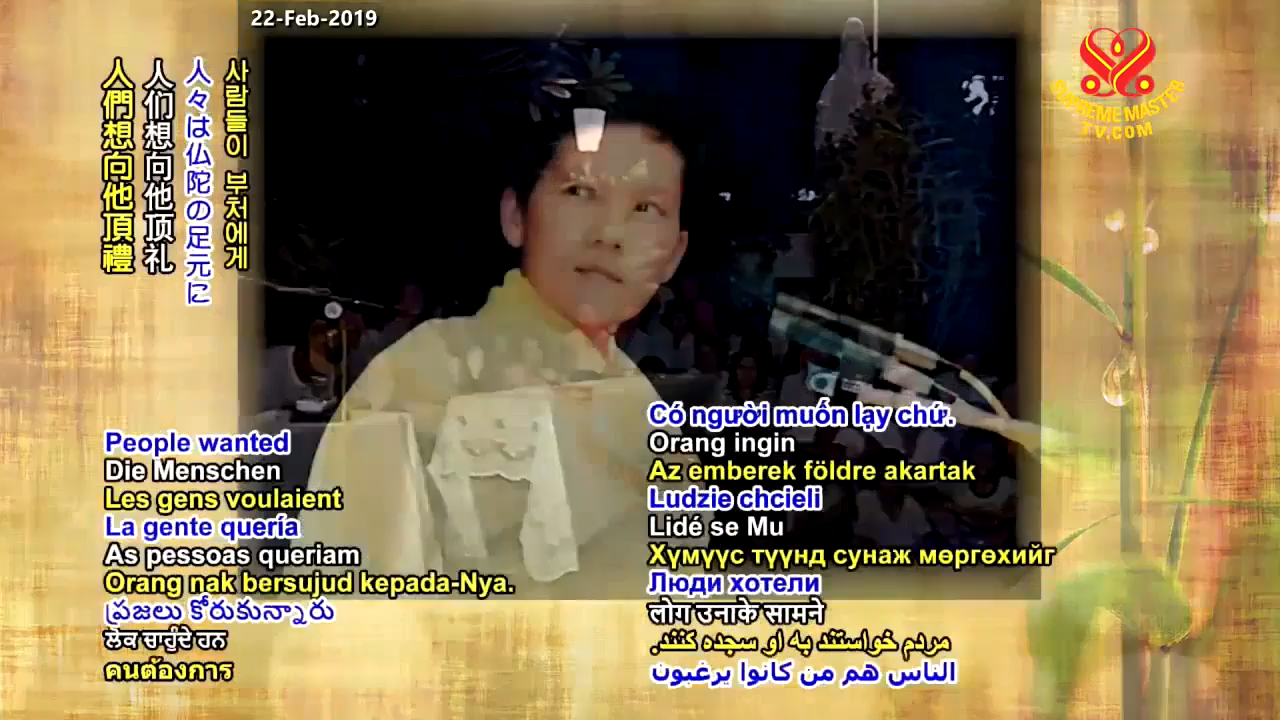 22-Feb-2019
SUPREME MASTER
TV.COM
사람들이 부처에게
人々は仏陀の足元に
人们想向他顶礼
人們想向他頂禮
People wanted
Die Menschen
Les gens voulaient
La gente quería
As pessoas queriam
Orang nak bersujud kepada-Nya.
ప్రజలు కోరుకున్నారు
ਲੋਕ ਚਾਹੁੰਦੇ ਹਨ
คนต้องการ
Có người muốn lạy chứ.
Orang ingin
Az emberek földre akartak
Ludzie chcieli
Lidé se Mu
Хүмүүс түүнд сунаж мөргөхийг
Люди хотели
लोग उनाके सामने
مردم خواستند به او سجده کنند.
الناس هم من كانوا يرغبون